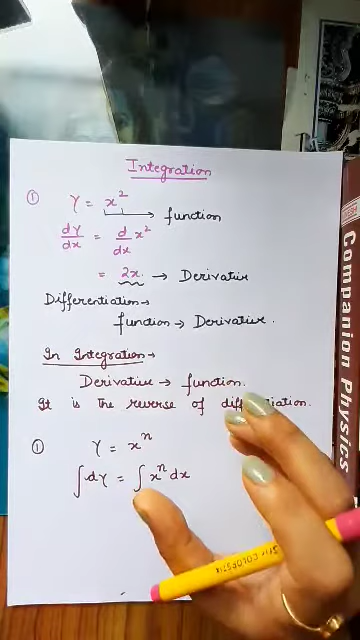 Integration
① Y = x² → function
dY/dx = d/dx x²
= 2x → Derivative
Differentiation→
function → Derivative.
In Integration→
Derivative → function.
It is the reverse of differentiation.
① Y = xⁿ
∫dY = ∫xⁿ dx
Companion Physics